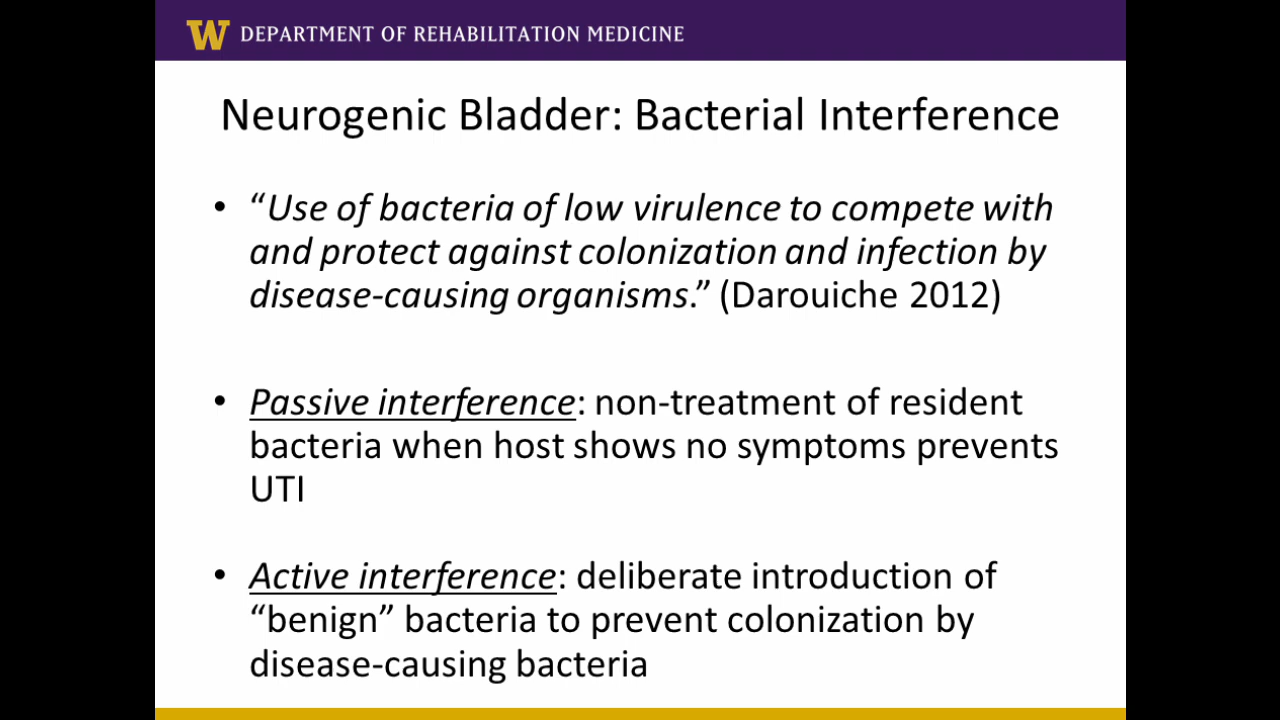 W DEPARTMENT OF REHABILITATION MEDICINE
Neurogenic Bladder: Bacterial Interference
• “Use of bacteria of low virulence to compete with
and protect against colonization and infection by
disease-causing organisms.” (Darouiche 2012)
• Passive interference: non-treatment of resident
bacteria when host shows no symptoms prevents
UTI
• Active interference: deliberate introduction of
“benign” bacteria to prevent colonization by
disease-causing bacteria